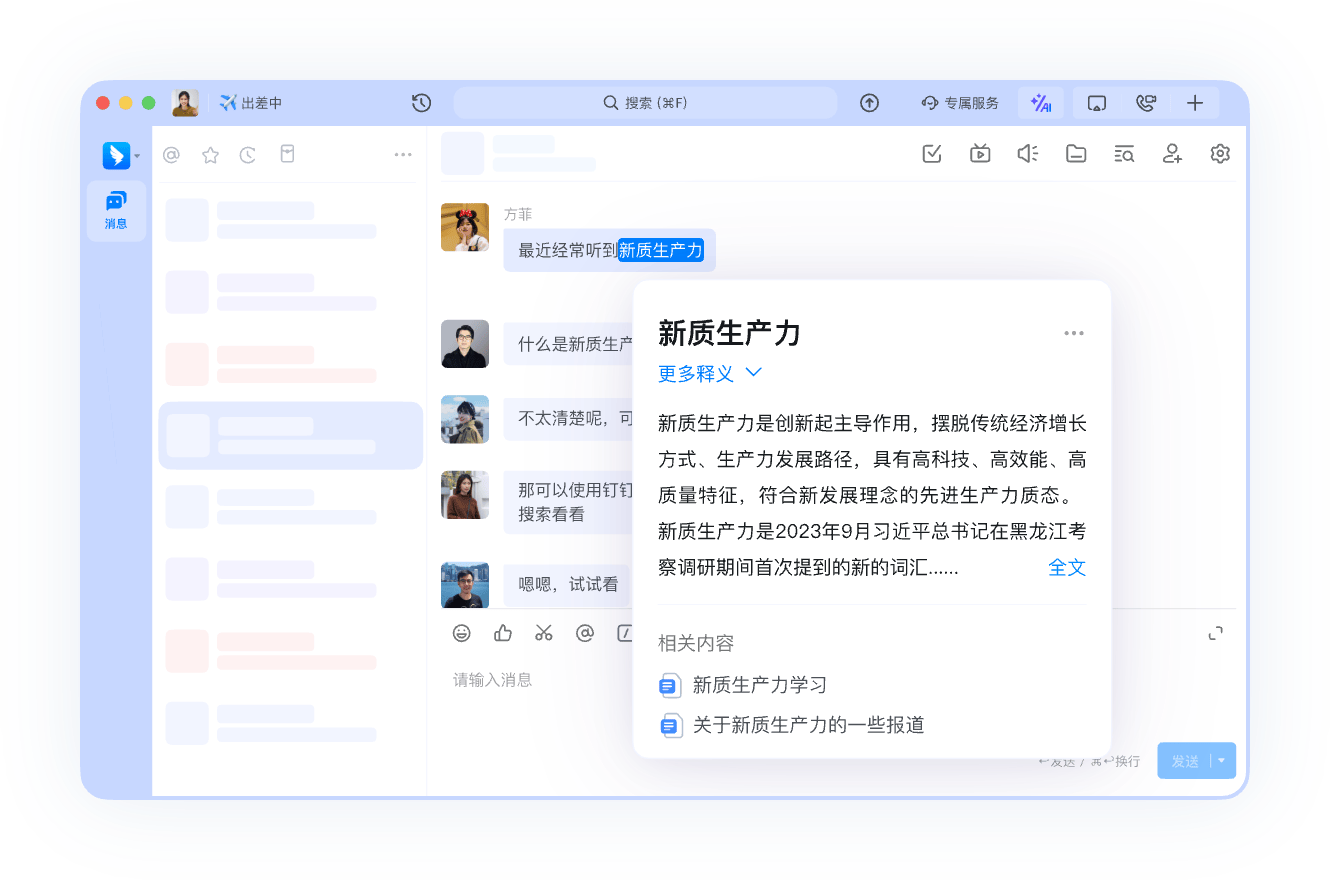 出差中
搜索 (⌘F)
专属服务
AI
消息
方菲
最近经常听到新质生产力
什么是新质生产
不太清楚呢，可
那可以使用钉钉
搜索看看
嗯嗯，试试看
新质生产力
更多释义
新质生产力是创新起主导作用，摆脱传统经济增长
方式、生产力发展路径，具有高科技、高效能、高
质量特征，符合新发展理念的先进生产力质态。
新质生产力是2023年9月习近平总书记在黑龙江考
察调研期间首次提到的新的词汇...... 全文
相关内容
新质生产力学习
关于新质生产力的一些报道
请输入消息
↩发送 / ⌘↩换行
发送